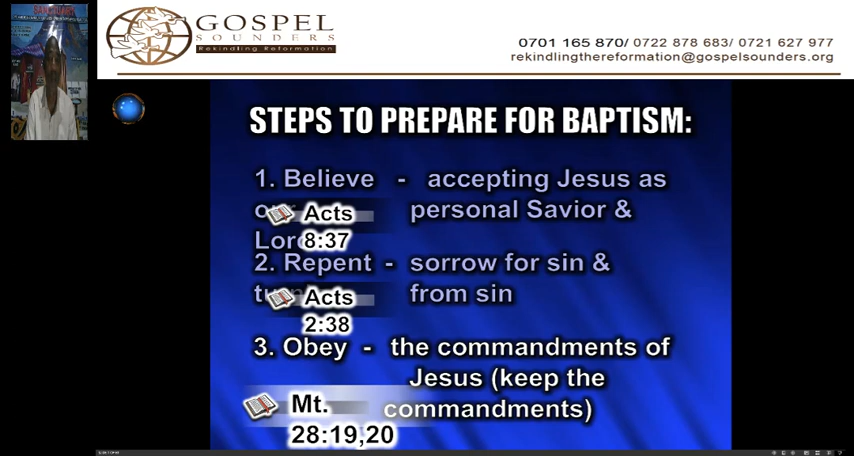 GOSPEL
SOUNDERS
Rekindling Reformation
0701 165 870/ 0722 878 683/ 0721 627 977
rekindlingthereformation@gospelsounders.org
STEPS TO PREPARE FOR BAPTISM:
1. Believe - accepting Jesus as
personal Savior &
Acts
8:37
2. Repent - sorrow for sin &
from sin
Acts
2:38
3. Obey - the commandments of
Jesus (keep the
commandments)
Mt.
28:19,20